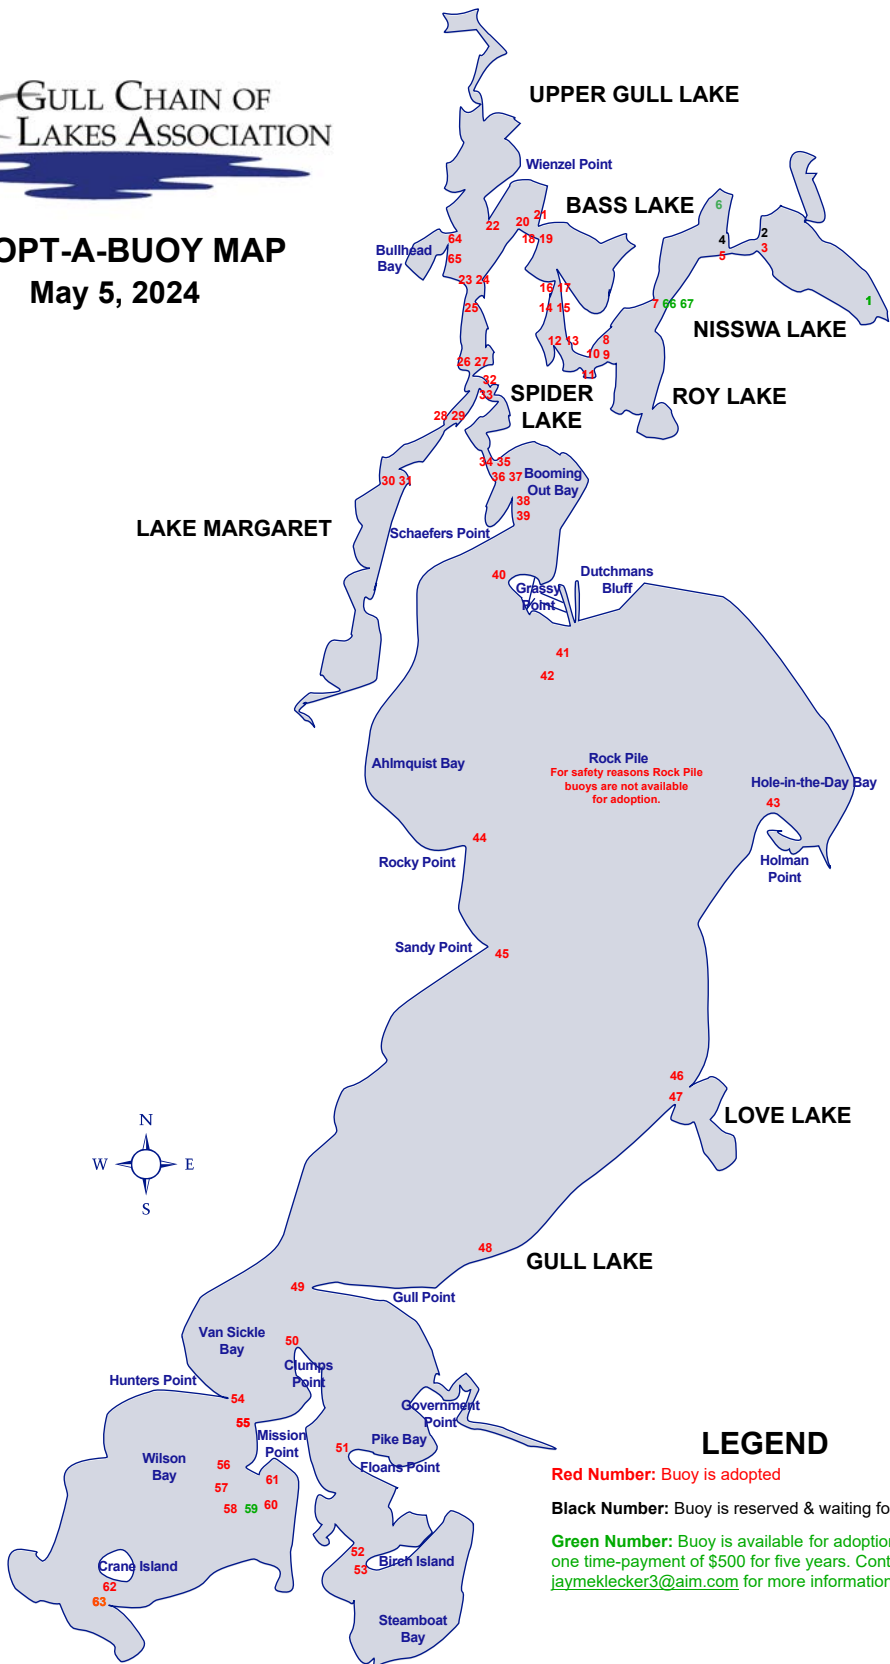 GULL CHAIN OF
LAKES ASSOCIATION
OPT-A-BUOY MAP
May 5, 2024
UPPER GULL LAKE
Wienzel Point
BASS LAKE
6
21
20
22
18 19
64
Bullhead
Bay
65
2
4
3
5
23 24
16 17
25
14 15
7 66 67
1
NISSWA LAKE
12 13
8
10 9
11
26 27
32
33
SPIDER
LAKE
ROY LAKE
28 29
34 35
30 31
36 37
Booming
Out Bay
38
39
LAKE MARGARET
Schaefers Point
40
Grassy
Point
Dutchmans
Bluff
41
42
Ahlmquist Bay
Rock Pile
For safety reasons Rock Pile
buoys are not available
for adoption.
Hole-in-the-Day Bay
43
44
Rocky Point
Holman
Point
Sandy Point
45
46
47
LOVE LAKE
N
W E
S
48
GULL LAKE
49
Gull Point
Van Sickle
Bay
50
Clumps
Point
Hunters Point
54
Government
Point
55
Mission
Point
Pike Bay
51
Floans Point
Wilson
Bay
56
61
57
58 59 60
52
53
Birch Island
Crane Island
62
63
Steamboat
Bay
LEGEND
Red Number: Buoy is adopted
Black Number: Buoy is reserved & waiting fo
Green Number: Buoy is available for adoption
one time-payment of $500 for five years. Cont
jaymeklecker3@aim.com for more information